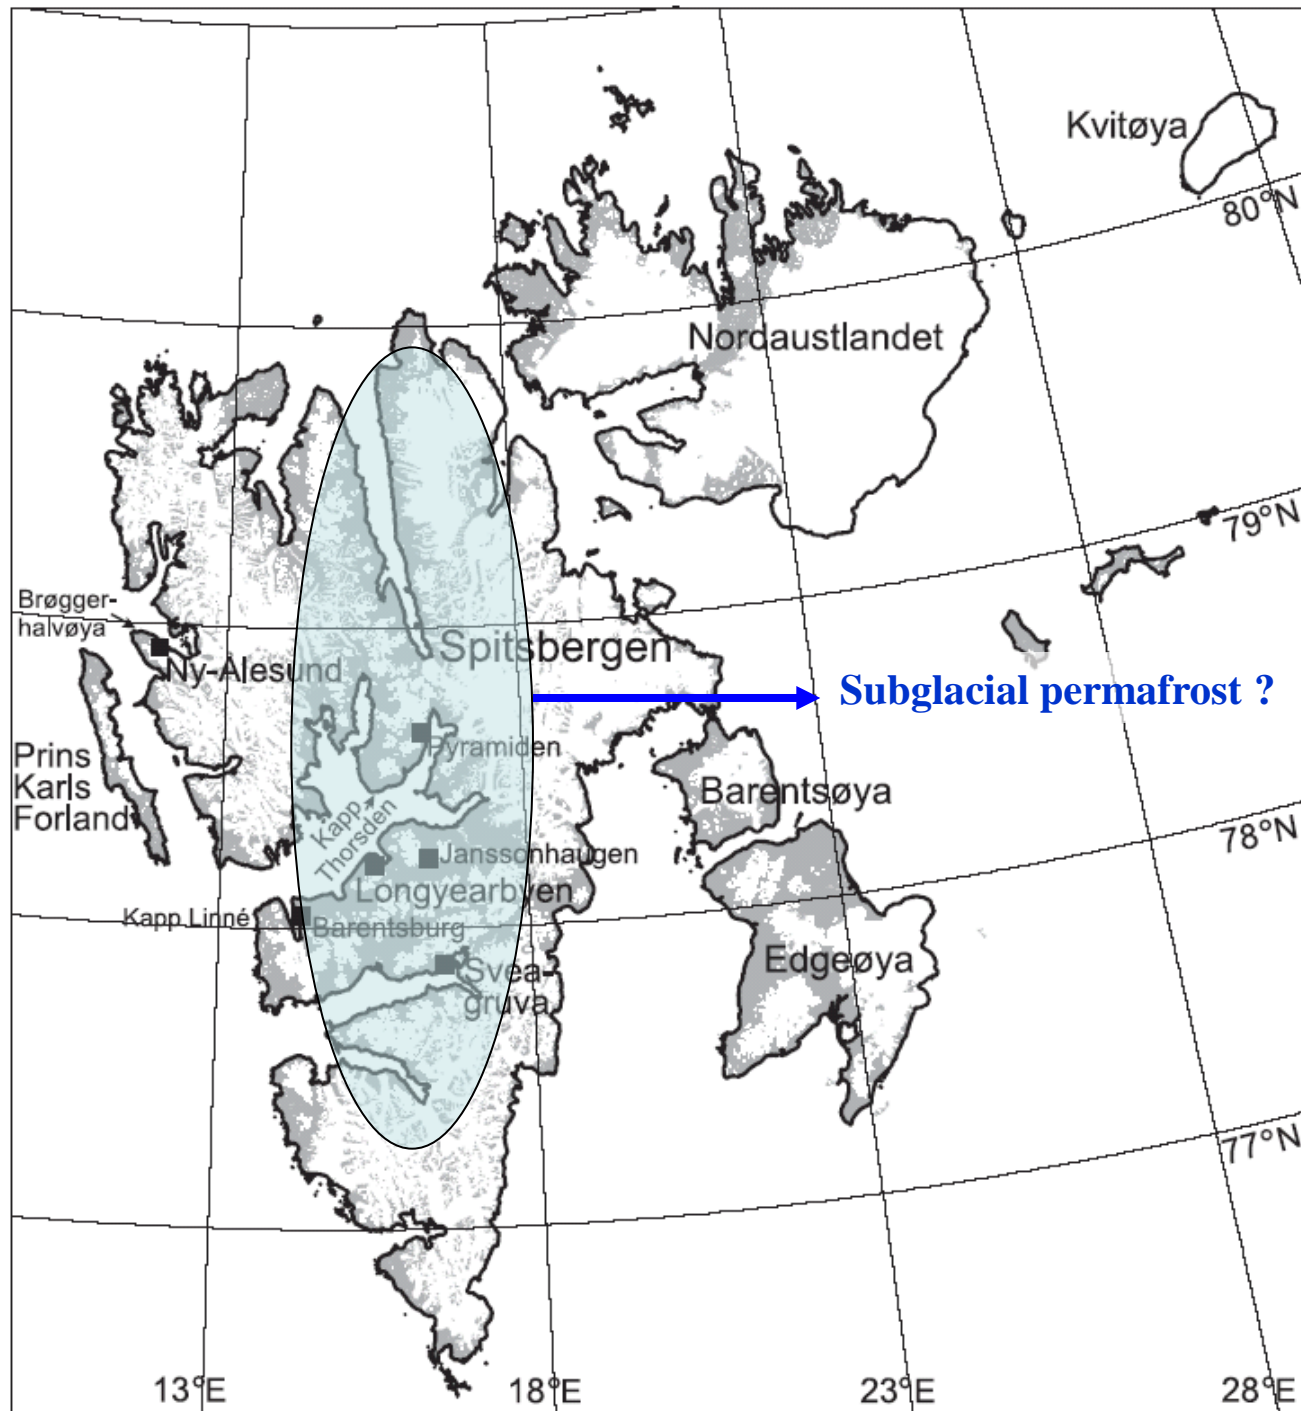 Kvitøya
80°N
Nordaustlandet
79°N
Brøgger-
halvøya
Spitsbergen
Ny-Alesund
Subglacial permafrost ?
Pyramiden
Prins
Karls
Forland
Barentsøya
Kapp
Thorsden
78°N
Janssonhaugen
Longyearbyen
Kapp Linné
Barentsburg
Edgeøya
Svea-
gruva
77°N
13°E
18°E
23°E
28°E